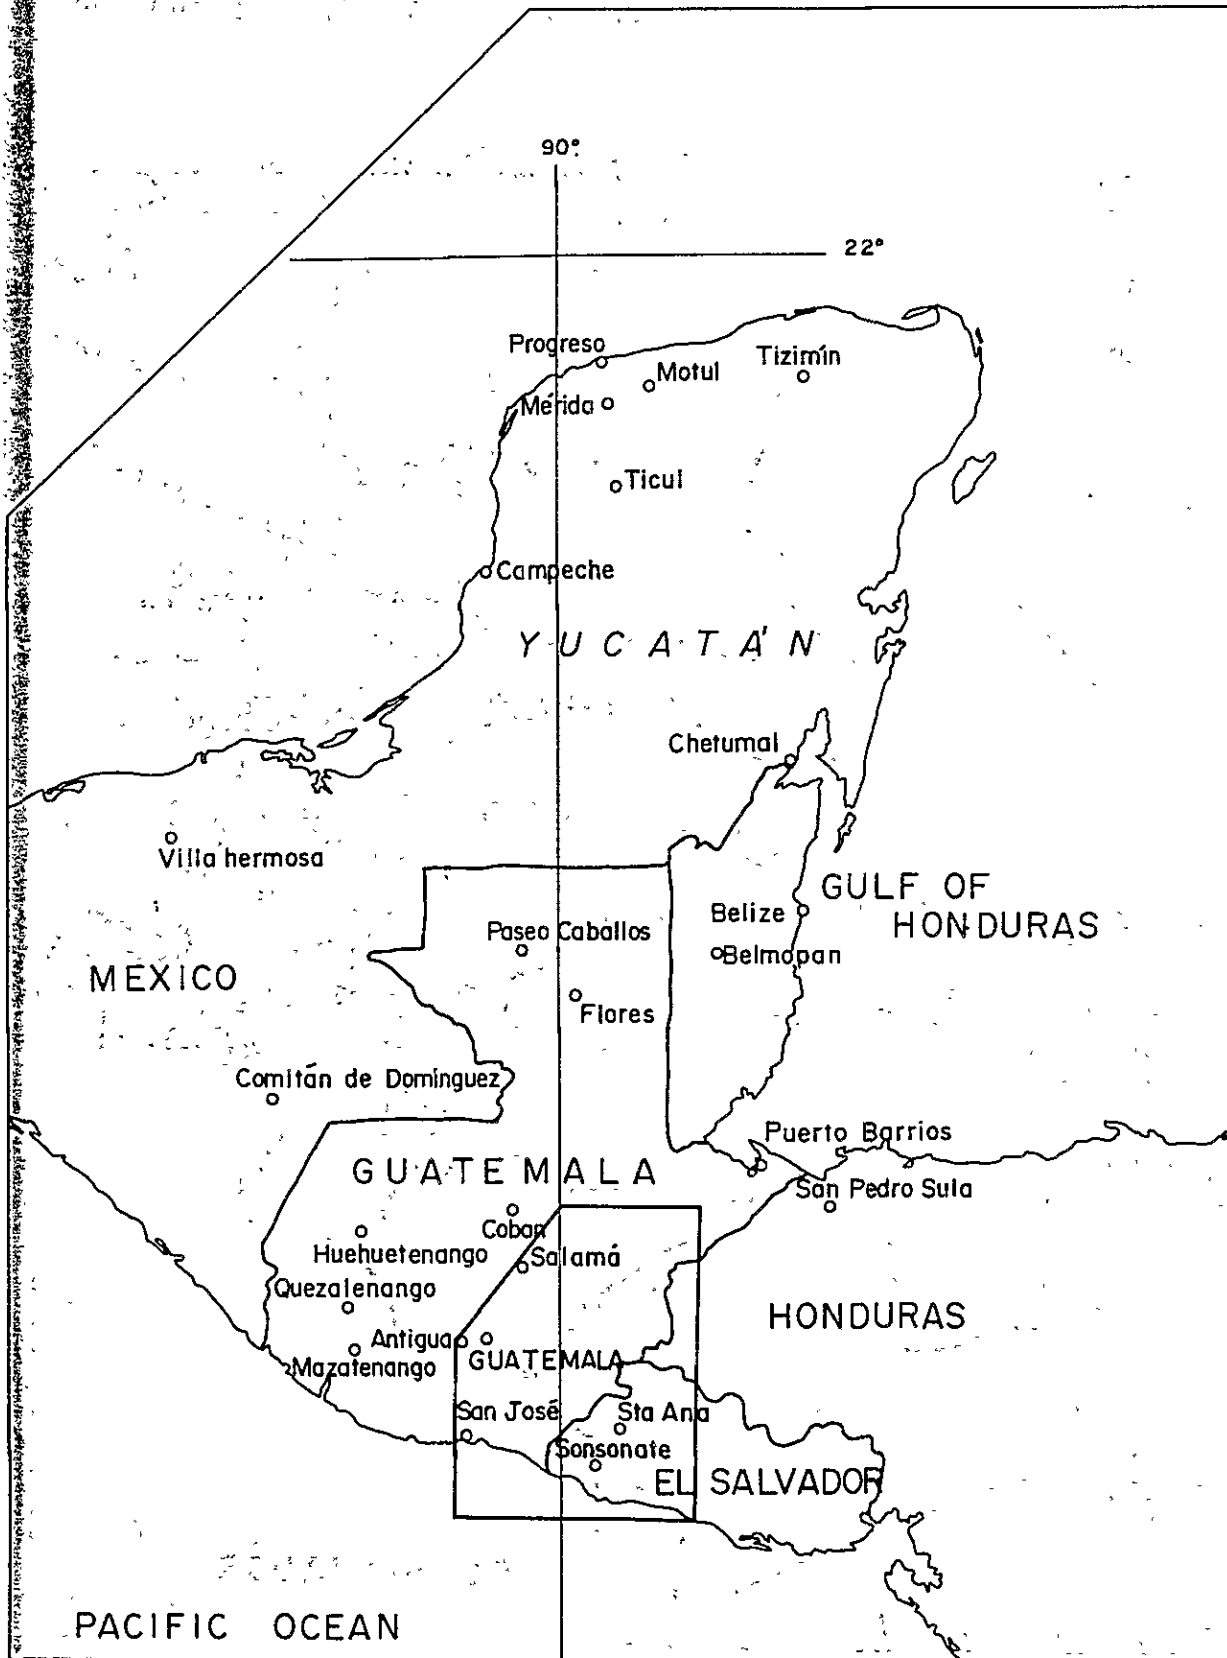 90°
22°
Progreso
Motul
Tizimín
Mérida
Ticul
Campeche
YUCATÁN
Chetumal
Villa hermosa
GULF OF
HONDURAS
Belize
Paseo Caballos
Belmopan
MEXICO
Flores
Comitán de Domínguez
Puerto Barrios
GUATEMALA
San Pedro Sula
Coban
Huehuetenango
Salamá
Quezalenango
HONDURAS
Antigua
GUATEMALA
Mazatenango
San José
Sta Ana
Sonsonate
EL SALVADOR
PACIFIC OCEAN